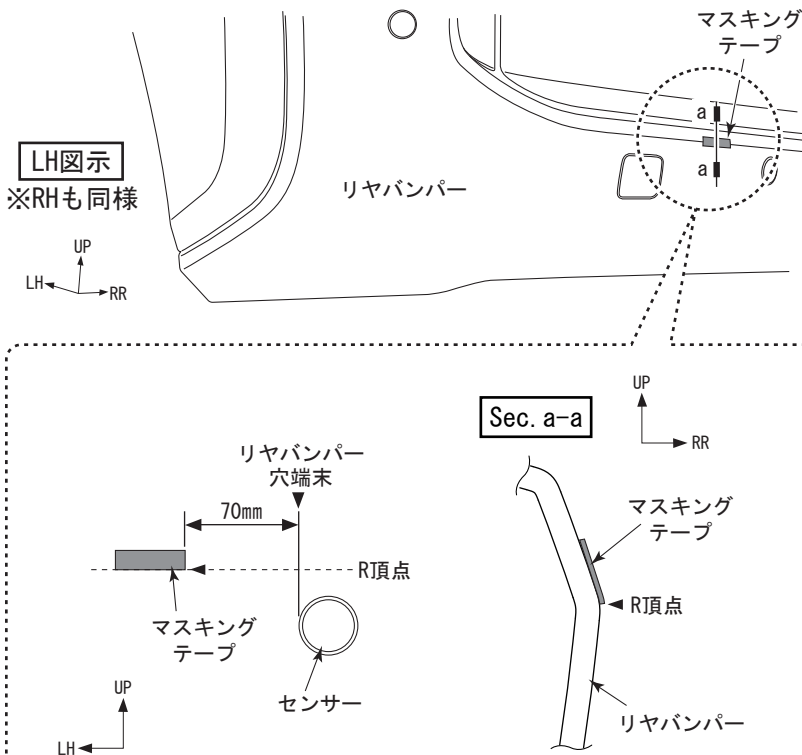 マスキング
テープ
a
a
LH図示
※RHも同様
リヤバンパー
UP
LH
RR
UP
RR
Sec. a-a
リヤバンパー
穴端末
70mm
マスキング
テープ
R頂点
R頂点
マスキング
テープ
センサー
リヤバンパー
UP
LH